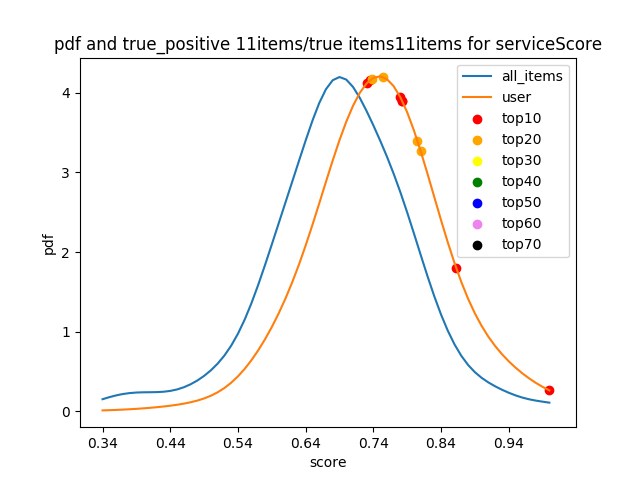 pdf and true_positive 11items/true items11items for serviceScore
all_items
user
top10
top20
top30
top40
top50
top60
top70
pdf
4
3
2
1
0
0.34 0.44 0.54 0.64 0.74 0.84 0.94
score